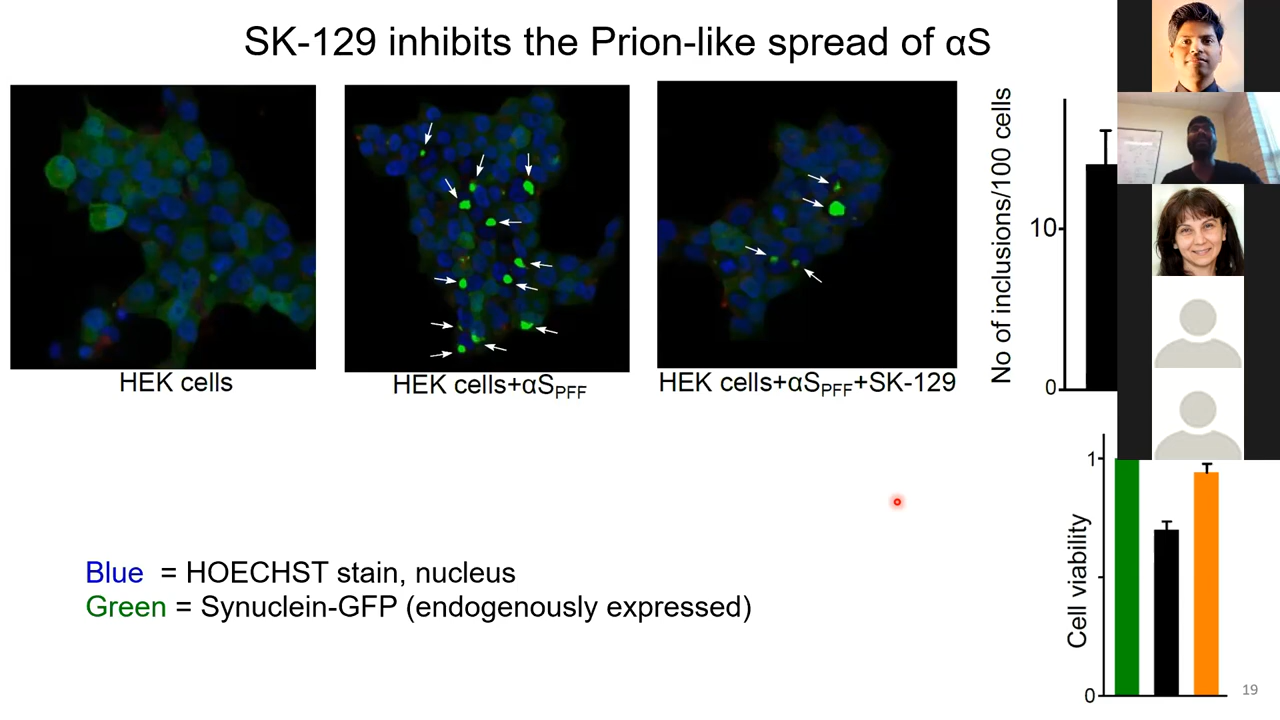 SK-129 inhibits the Prion-like spread of αS
HEK cells
HEK cells+αSPFF
HEK cells+αSPFF+SK-129
No of inclusions/100 cells
10
0
Blue = HOECHST stain, nucleus
Green = Synuclein-GFP (endogenously expressed)
Cell viability
1
0
19